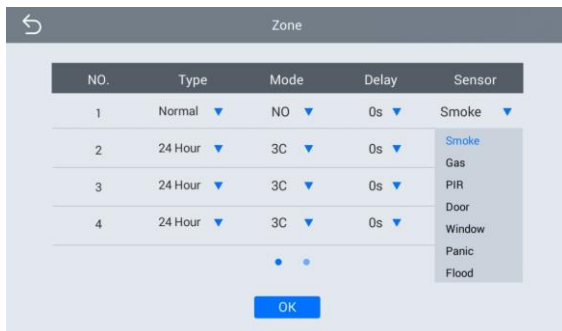 Zone
NO. Type Mode Delay Sensor
1 Normal NO 0s Smoke
2 24 Hour 3C 0s
Smoke
Gas
3 24 Hour 3C 0s
PIR
Door
4 24 Hour 3C 0s
Window
Panic
Flood
OK